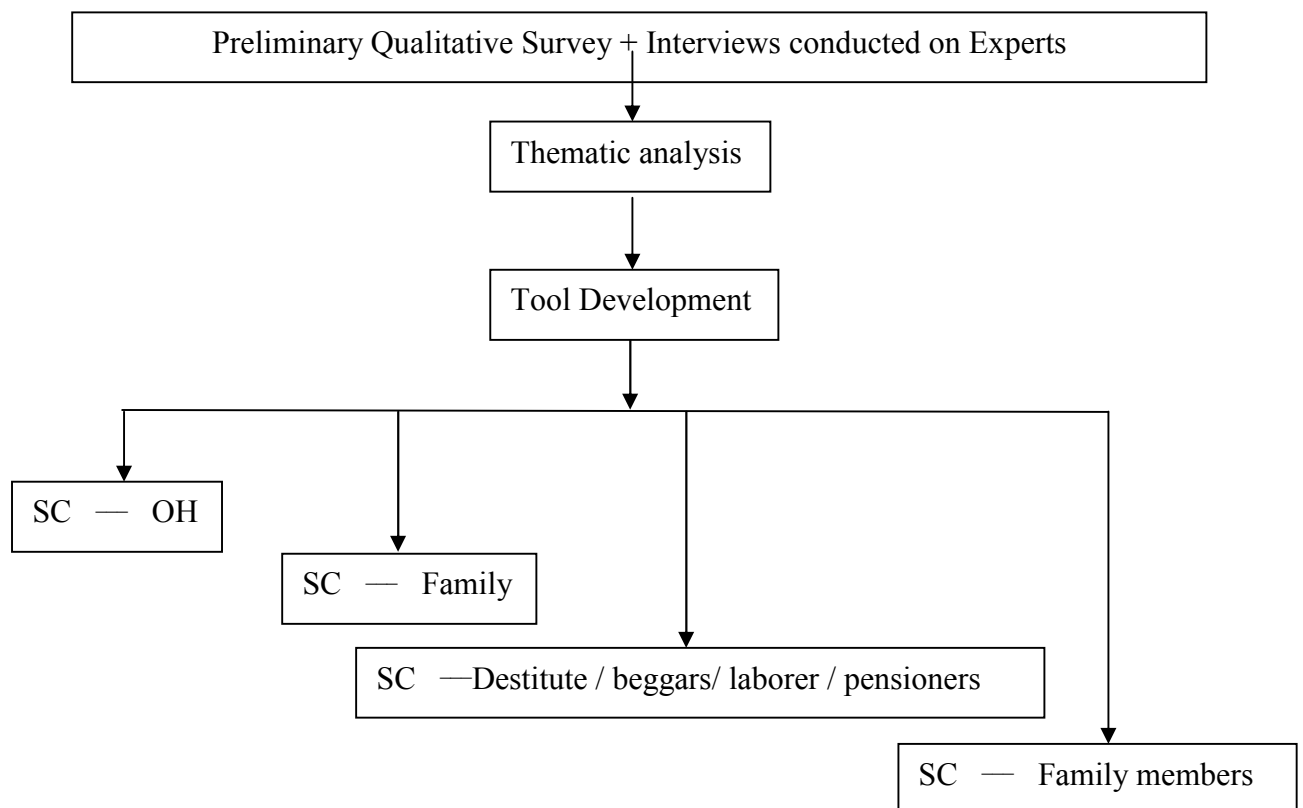 Preliminary Qualitative Survey + Interviews conducted on Experts
Thematic analysis
Tool Development
SC — OH
SC — Family
SC —Destitute / beggars/ laborer / pensioners
SC — Family members